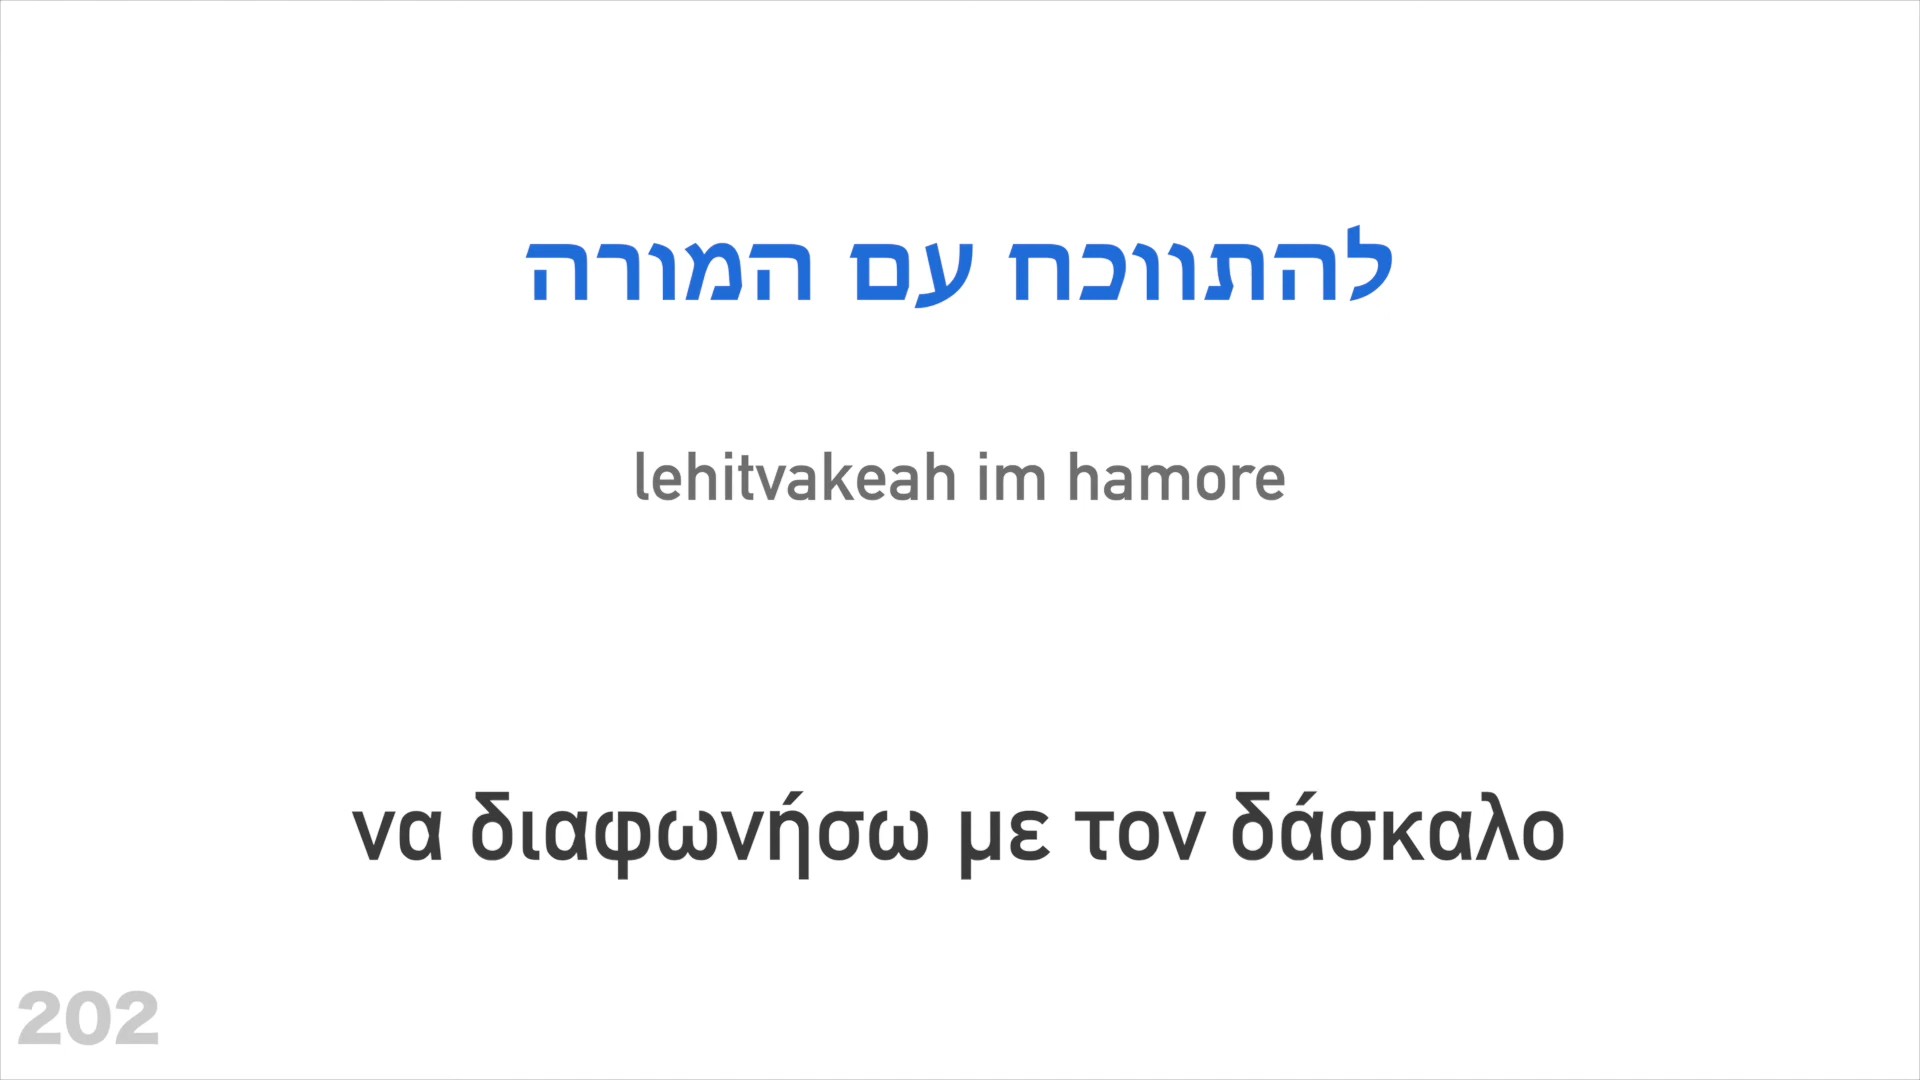 להתווכח עם המורה
lehitvakeah im hamore
να διαφωνήσω με τον δάσκαλο
202